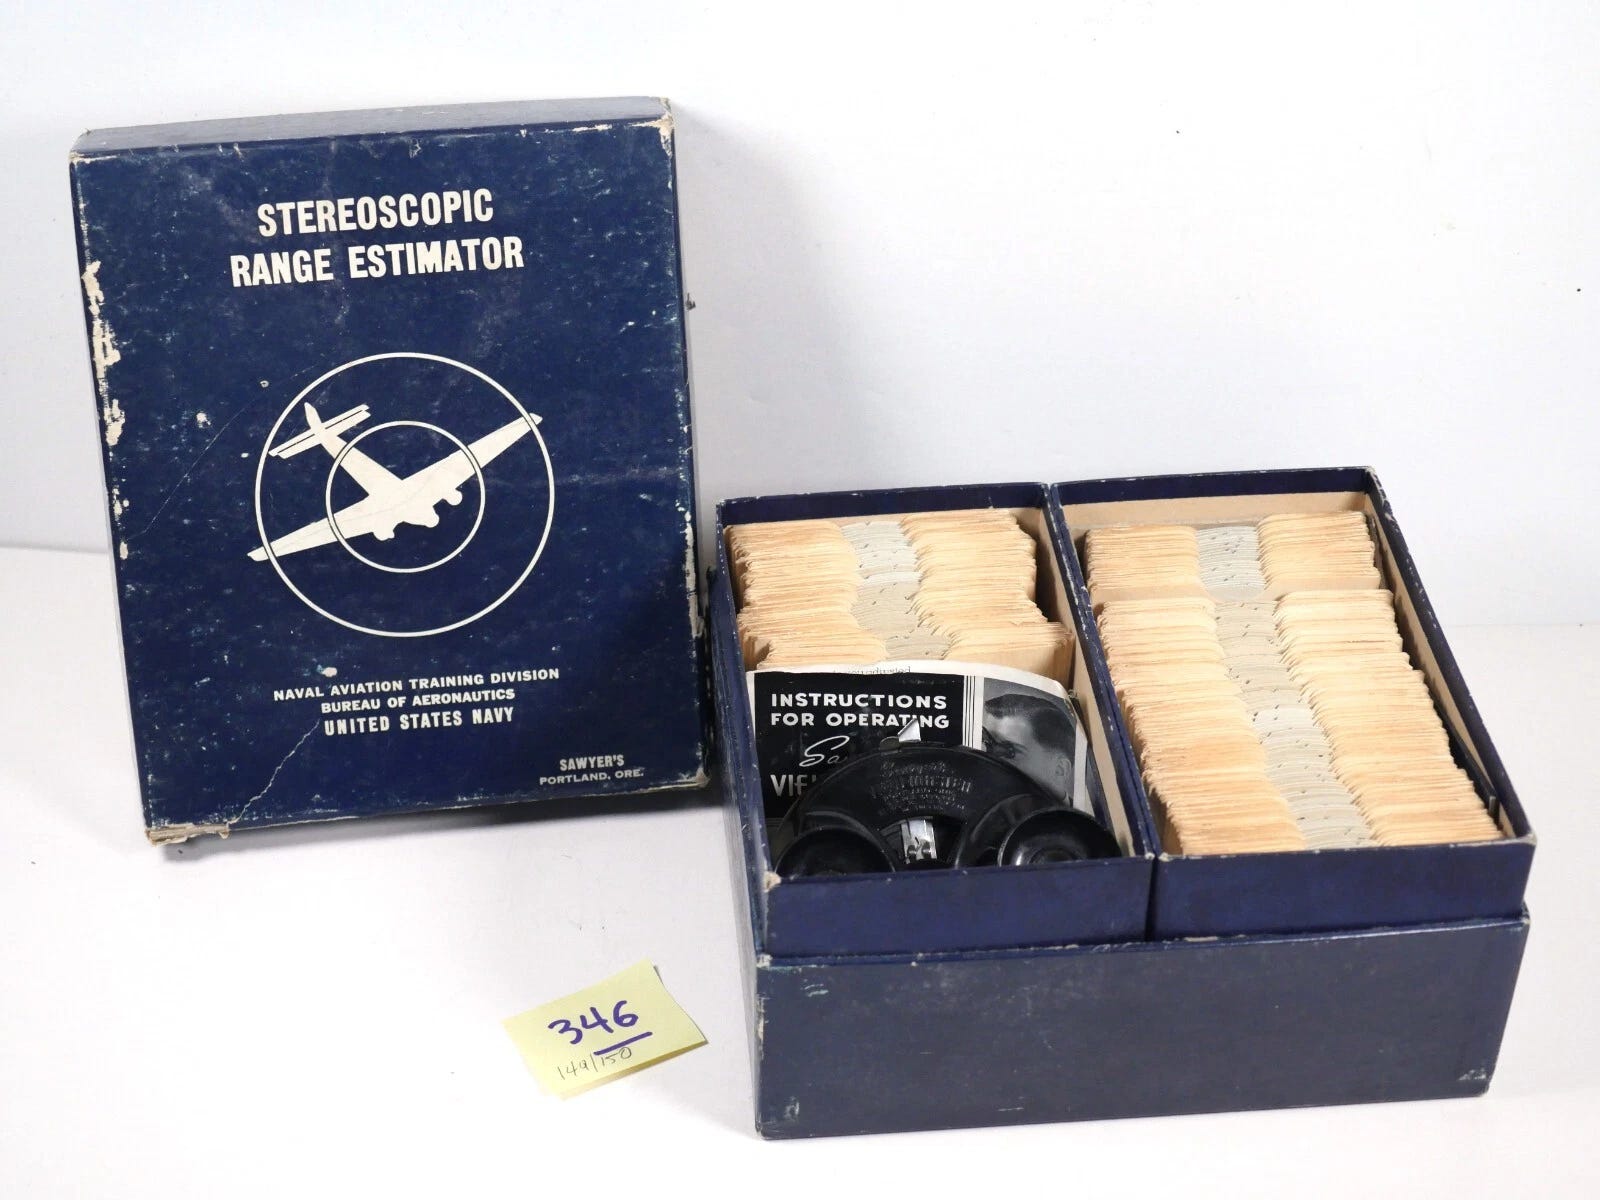 STEREOSCOPIC
RANGE ESTIMATOR
NAVAL AVIATION TRAINING DIVISION
BUREAU OF AERONAUTICS
UNITED STATES NAVY
SAWYER'S
PORTLAND, ORE.
INSTRUCTIONS
FOR OPERATING
346
149/150